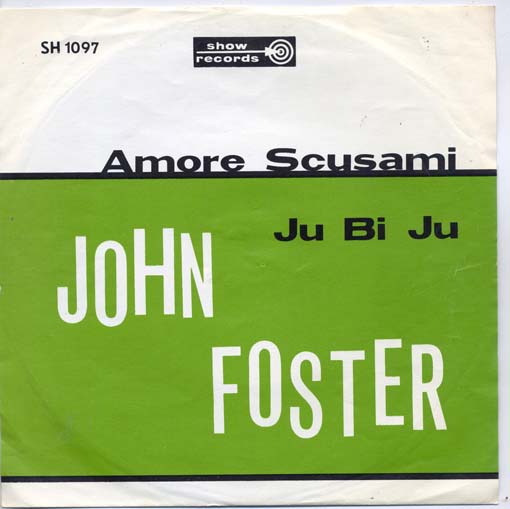 SH 1097
show
records
Amore Scusami
Ju Bi Ju
JOHN
FOSTER